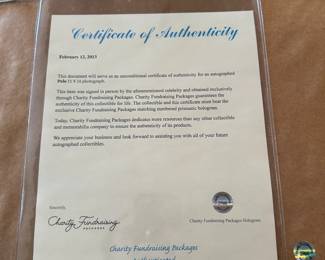 Certificate of Authenticity
February 12, 2013
This document will serve as an unconditional certificate of authenticity for an autographed
Pele 11 X 14 photograph.
This item was signed in person by the aforementioned celebrity and obtained exclusively
through Charity Fundraising Packages. Charity Fundraising Packages guarantees the
authenticity of this collectible for life. The collectible and this certificate must bear the
exclusive Charity Fundraising Packages matching numbered prismatic hologram.
Today, Charity Fundraising Packages dedicates more resources than any other collectible
and memorabilia company to ensure the authenticity of its products.
We appreciate your business and look forward to assisting you with all of your future
autographed collectibles.
Sincerely,
Charity Fundraising
PACKAGES
Charity Fundraising Packages Hologram
Charity Fundraising Packages
Authenticated